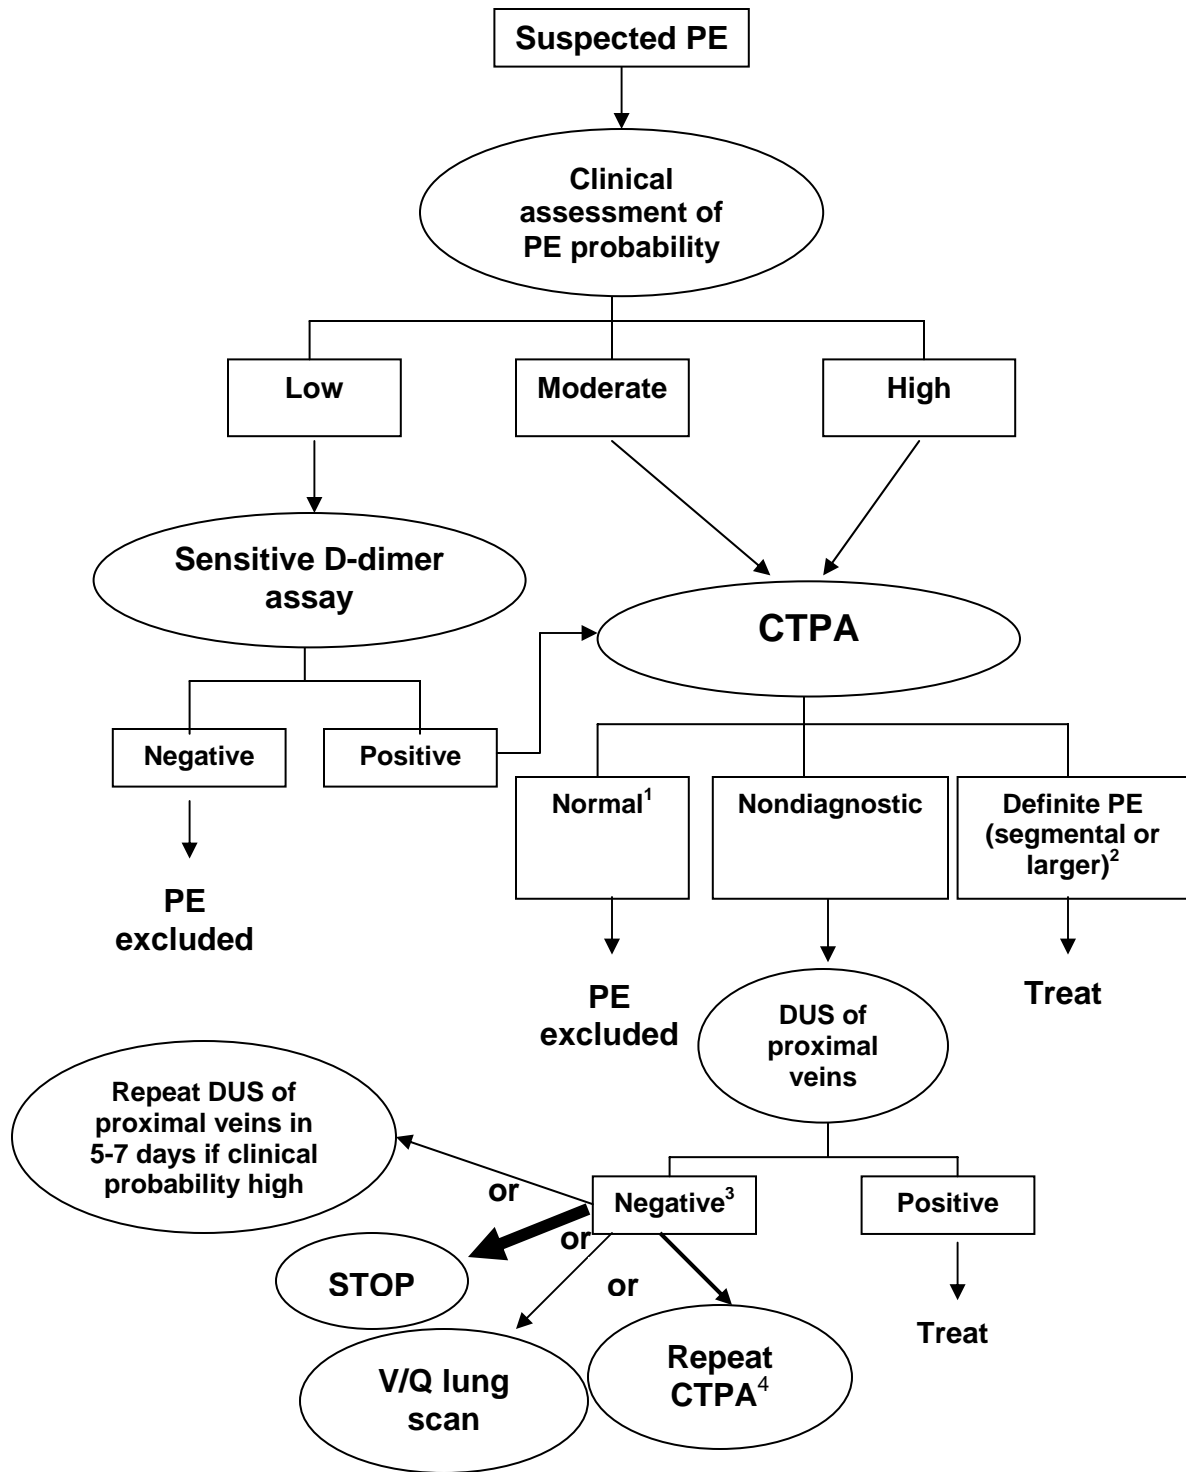 Suspected PE
Clinical
assessment of
PE probability
Low
Moderate
High
Sensitive D-dimer
assay
CTPA
Negative
Positive
Normal¹
Nondiagnostic
Definite PE
(segmental or
larger)²
PE
excluded
PE
excluded
Treat
DUS of
proximal
veins
Repeat DUS of
proximal veins in
5-7 days if clinical
probability high
or
Negative³
Positive
or
STOP
or
Treat
V/Q lung
scan
Repeat
CTPA⁴